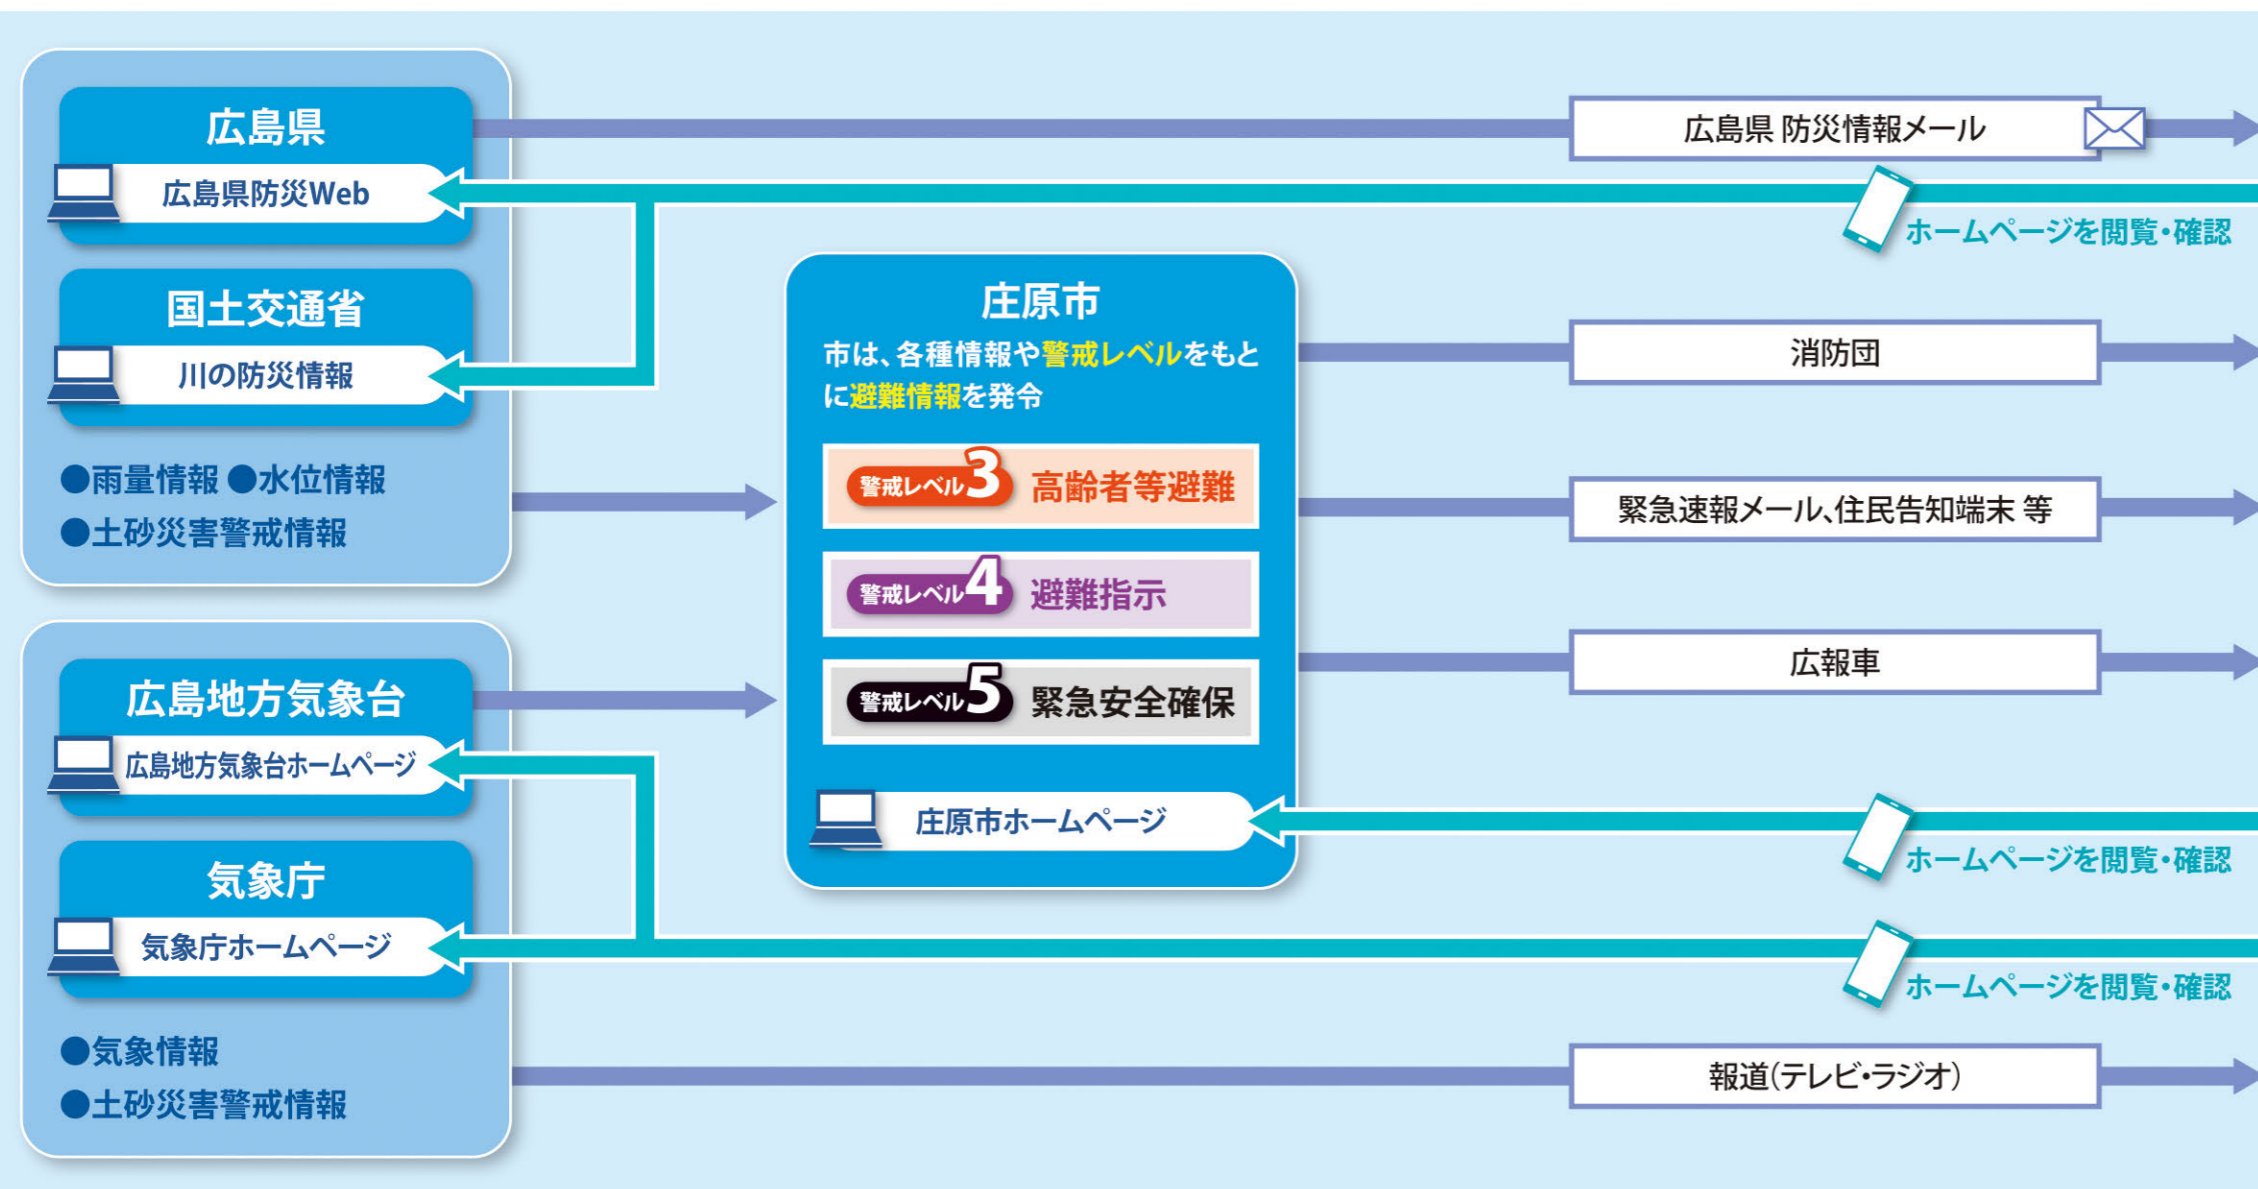 広島県
広島県防災Web
国土交通省
川の防災情報
●雨量情報 ●水位情報
●土砂災害警戒情報
広島地方気象台
広島地方気象台ホームページ
気象庁
気象庁ホームページ
●気象情報
●土砂災害警戒情報
庄原市
市は、各種情報や警戒レベルをもと
に避難情報を発令
警戒レベル3 高齢者等避難
警戒レベル4 避難指示
警戒レベル5 緊急安全確保
庄原市ホームページ
広島県 防災情報メール
ホームページを閲覧・確認
消防団
緊急速報メール、住民告知端末 等
広報車
ホームページを閲覧・確認
ホームページを閲覧・確認
報道(テレビ・ラジオ)